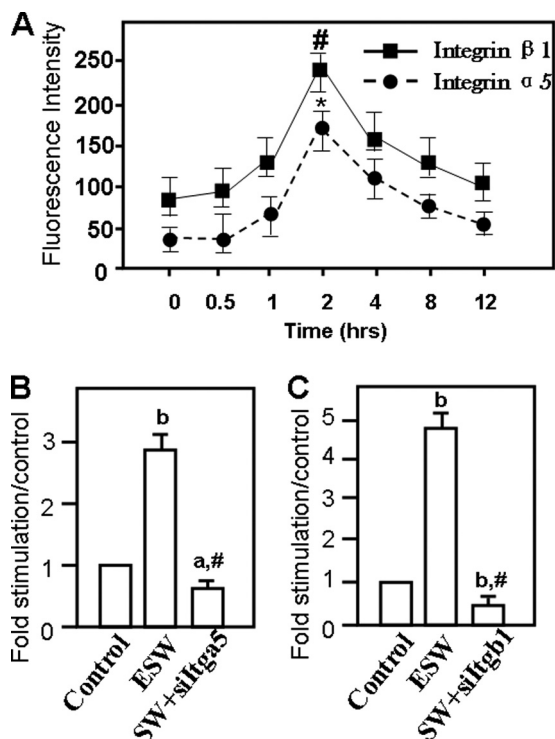 A
Fluorescence Intensity
250
200
150
100
50
0
#
*
Integrin β 1
Integrin α 5
0 0.5 1 2 4 8 12
Time (hrs)
B
Fold stimulation/control
3
2
1
0
b
a,#
Control
ESW
SW+siItga5
C
Fold stimulation/control
5
4
3
2
1
0
b
b,#
Control
ESW
SW+siItgb1